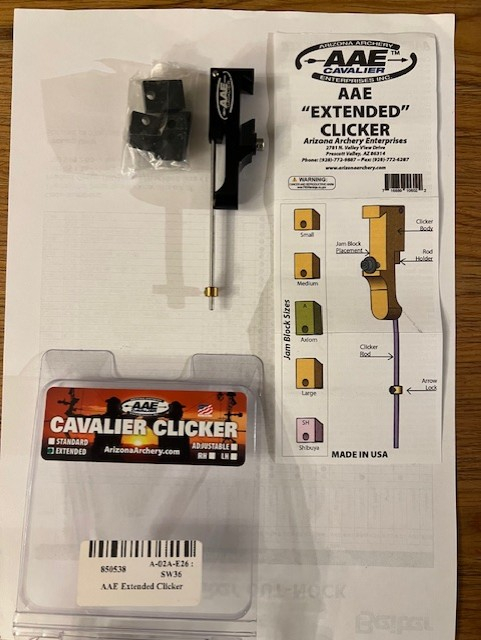 AAE
ARIZONA ARCHERY
AAE™
CAVALIER
ENTERPRISES INC.
AAE
“EXTENDED”
CLICKER
Arizona Archery Enterprises
2781 N. Valley View Drive
Prescott Valley, AZ 86314
Phone: (928)-772-9887 - Fax: (928)-772-6287
www.arizonaarchery.com
WARNING:
Small
Medium
A
Axiom
Large
SH
Shibuya
Jam Block Sizes
Clicker
Body
Jam Block
Placement
Rod
Holder
Clicker
Rod
Arrow
Lock
MADE IN USA
AAE
CAVALIER CLICKER
STANDARD
EXTENDED
ArizonaArchery.com
ADJUSTABLE
RH LH
850538
A-02A-E26 :
SW36
AAE Extended Clicker